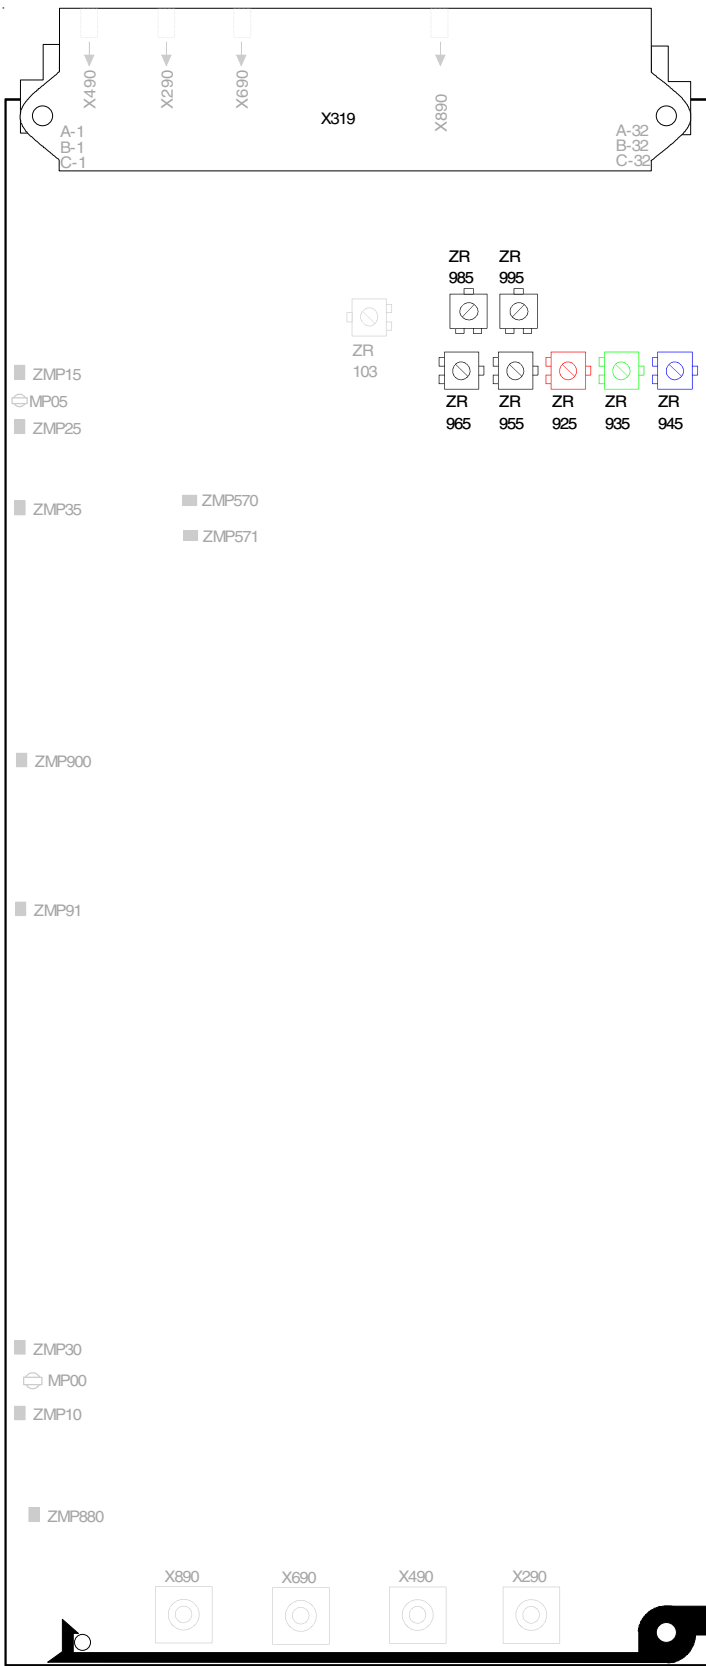 X490
X290
X690
X890
X319
A-1
B-1
C-1
A-32
B-32
C-32
ZR
985
ZR
995
ZR
103
ZMP15
MP05
ZMP25
ZR
965
ZR
955
ZR
925
ZR
935
ZR
945
ZMP35
ZMP570
ZMP571
ZMP900
ZMP91
ZMP30
MP00
ZMP10
ZMP880
X890
X690
X490
X290